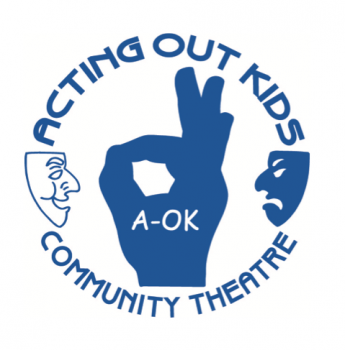 ACTING OUT KIDS
A-OK
COMMUNITY THEATRE